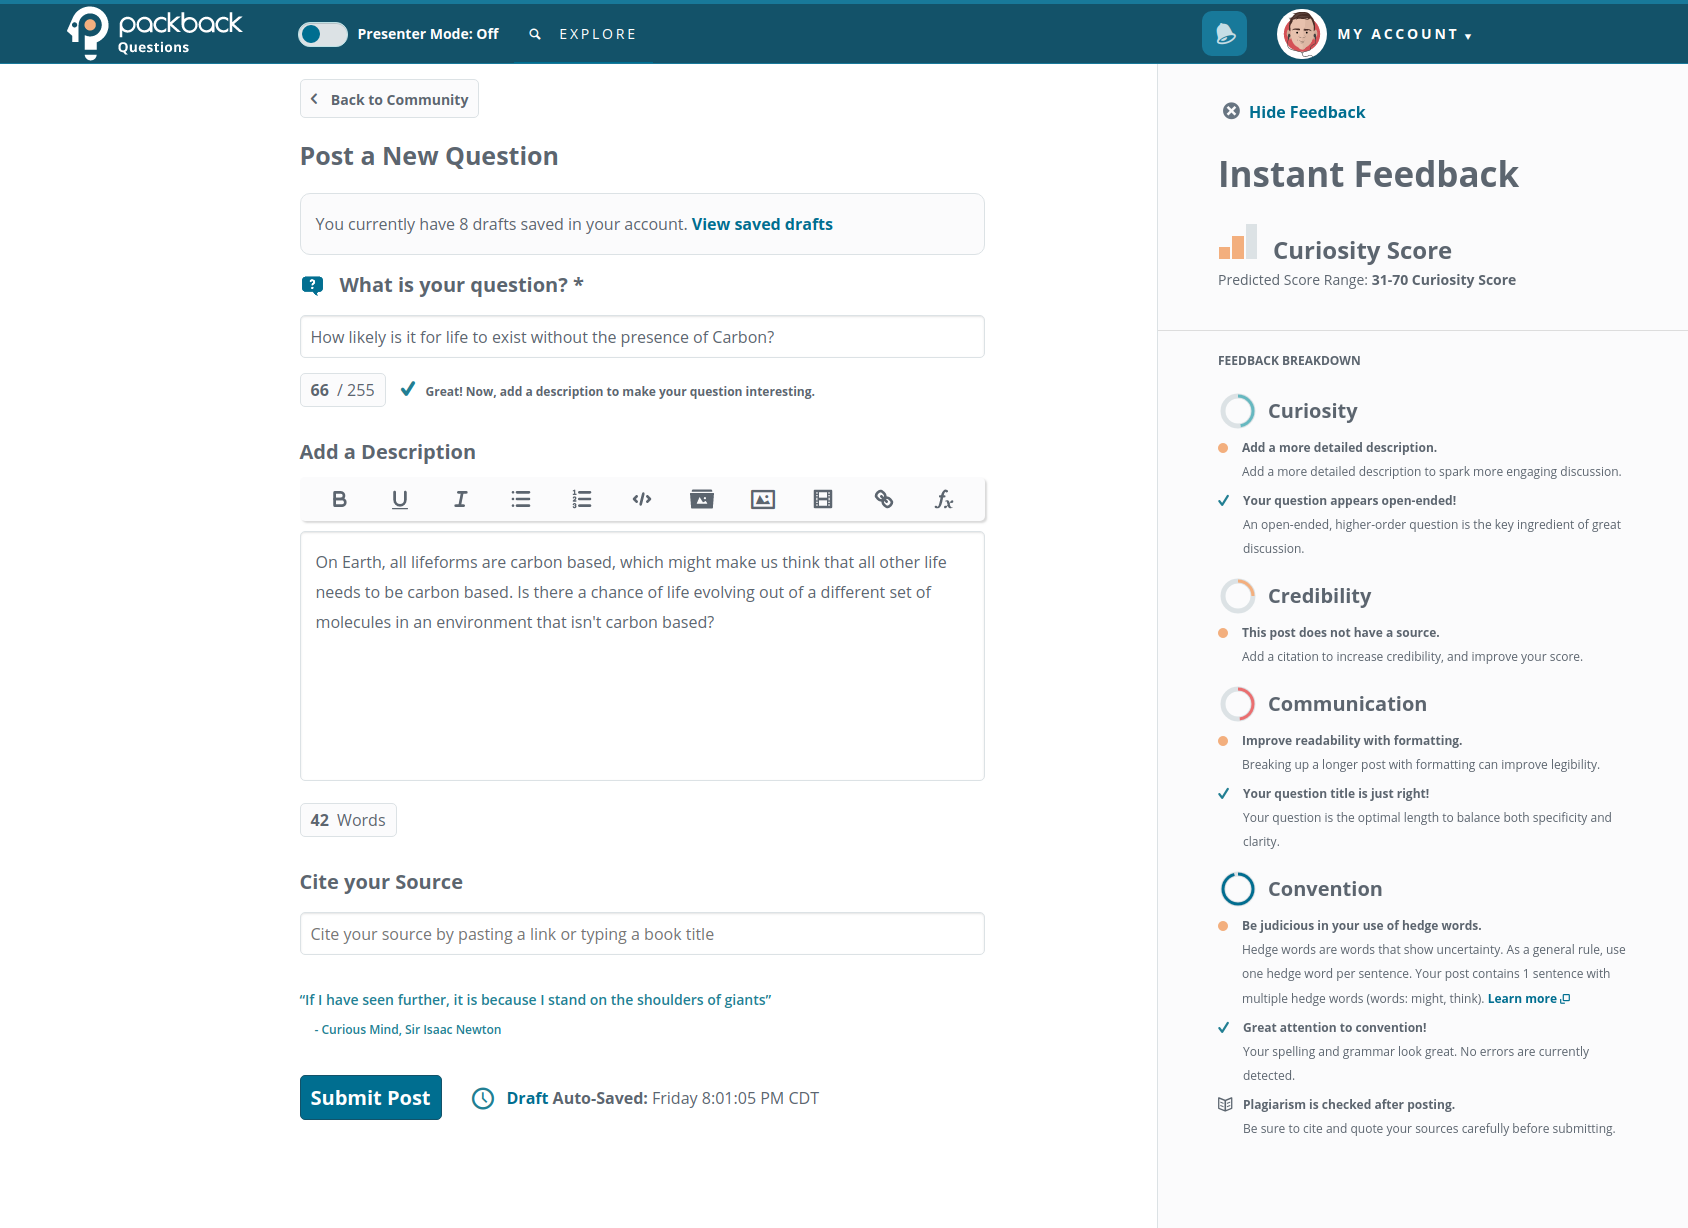 packback
Questions
Presenter Mode: Off
EXPLORE
MY ACCOUNT
Back to Community
Post a New Question
You currently have 8 drafts saved in your account. View saved drafts
What is your question? *
How likely is it for life to exist without the presence of Carbon?
66 / 255
Great! Now, add a description to make your question interesting.
Add a Description
On Earth, all lifeforms are carbon based, which might make us think that all other life
needs to be carbon based. Is there a chance of life evolving out of a different set of
molecules in an environment that isn't carbon based?
42 Words
Cite your Source
Cite your source by pasting a link or typing a book title
“If I have seen further, it is because I stand on the shoulders of giants”
- Curious Mind, Sir Isaac Newton
Submit Post
Draft Auto-Saved: Friday 8:01:05 PM CDT
Hide Feedback
Instant Feedback
Curiosity Score
Predicted Score Range: 31-70 Curiosity Score
FEEDBACK BREAKDOWN
Curiosity
Add a more detailed description.
Add a more detailed description to spark more engaging discussion.
Your question appears open-ended!
An open-ended, higher-order question is the key ingredient of great
discussion.
Credibility
This post does not have a source.
Add a citation to increase credibility, and improve your score.
Communication
Improve readability with formatting.
Breaking up a longer post with formatting can improve legibility.
Your question title is just right!
Your question is the optimal length to balance both specificity and
clarity.
Convention
Be judicious in your use of hedge words.
Hedge words are words that show uncertainty. As a general rule, use
one hedge word per sentence. Your post contains 1 sentence with
multiple hedge words (words: might, think). Learn more
Great attention to convention!
Your spelling and grammar look great. No errors are currently
detected.
Plagiarism is checked after posting.
Be sure to cite and quote your sources carefully before submitting.